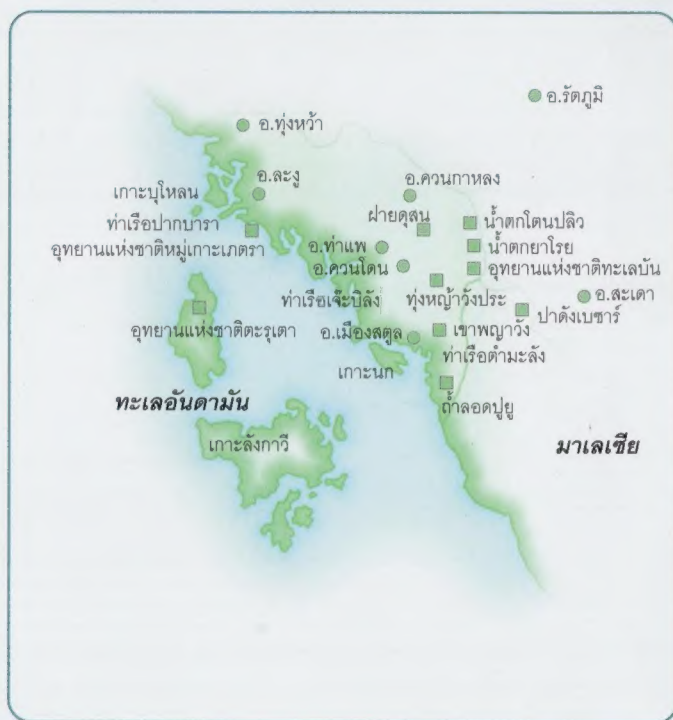 อ.รัตภูมิ
อ.ทุ่งหว้า
อ.ละงู
อ.ควนกาหลง
เกาะบุโหลน
ฝายดุสน
น้ำตกโตนปลิว
ท่าเรือปากบารา
อ.ท่าแพ
น้ำตกยาโรย
อุทยานแห่งชาติหมู่เกาะเภตรา
อ.ควนโดน
อุทยานแห่งชาติทะเลบัน
ท่าเรือเจ๊ะบิลัง
ทุ่งหญ้าวังประ
อ.สะเดา
ปาดังเบซาร์
อุทยานแห่งชาติตะรุเตา
อ.เมืองสตูล
เขาพญาวัง
ท่าเรือตำมะลัง
เกาะนก
ทะเลอันดามัน
ถ้ำลอดปูยู
เกาะลังกาวี
มาเลเซีย